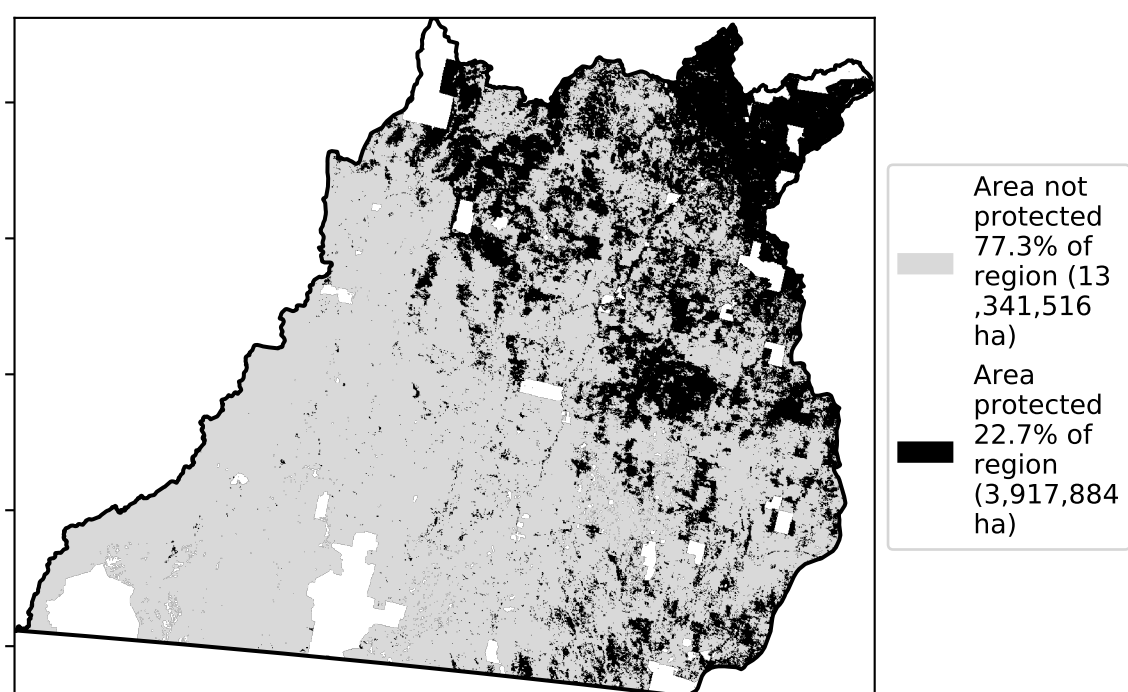 Area not
protected
77.3% of
region (13
,341,516
ha)
Area
protected
22.7% of
region
(3,917,884
ha)